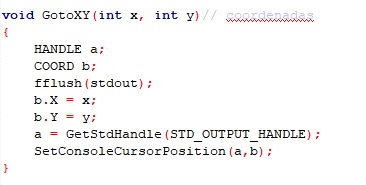 void GotoXY(int x, int y)// coordenadas
{
HANDLE a;
COORD b;
fflush(stdout);
b.X = x;
b.Y = y;
a = GetStdHandle(STD_OUTPUT_HANDLE);
SetConsoleCursorPosition(a,b);
}